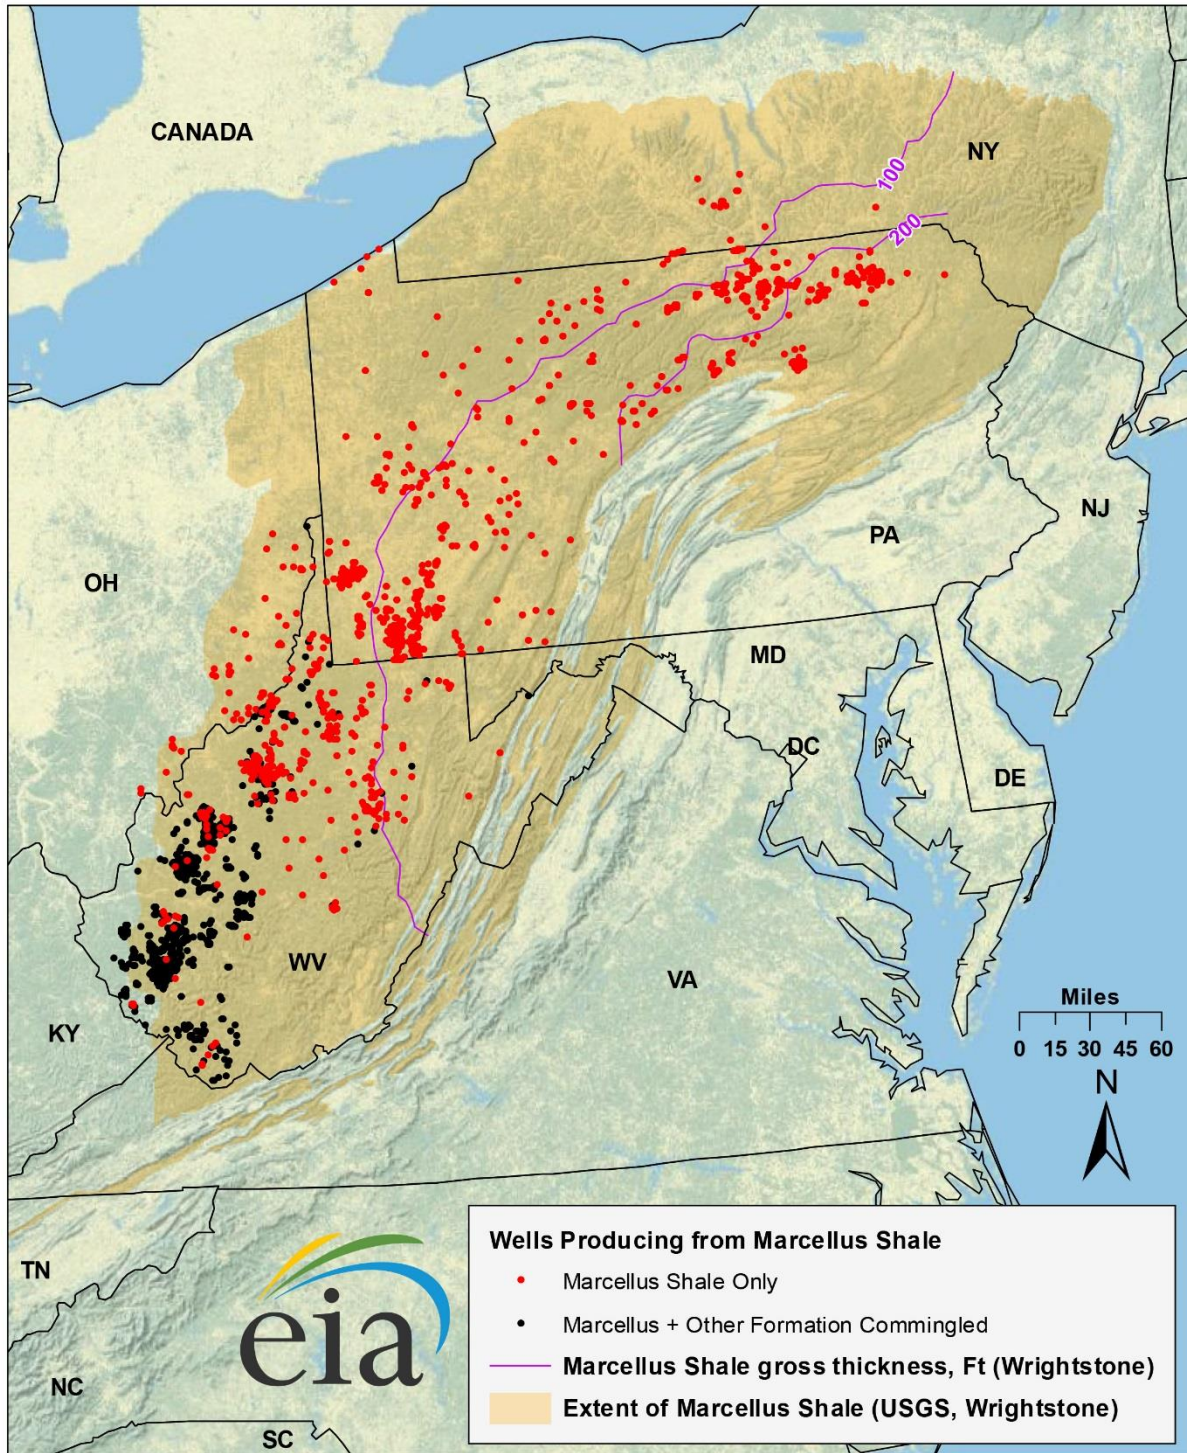 CANADA
NY
100
200
PA
NJ
OH
MD
DC
DE
WV
VA
KY
Miles
0 15 30 45 60
N
TN
NC
SC
eia
Wells Producing from Marcellus Shale
Marcellus Shale Only
Marcellus + Other Formation Commingled
Marcellus Shale gross thickness, Ft (Wrightstone)
Extent of Marcellus Shale (USGS, Wrightstone)